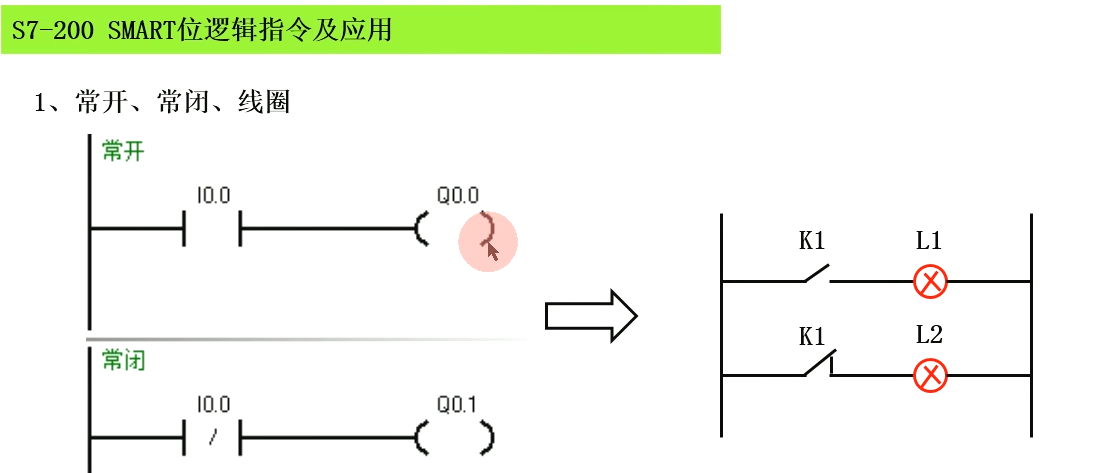 S7-200 SMART位逻辑指令及应用
1、常开、常闭、线圈
常开
I0.0 Q0.0
常闭
I0.0 Q0.1
/
K1 L1
K1 L2